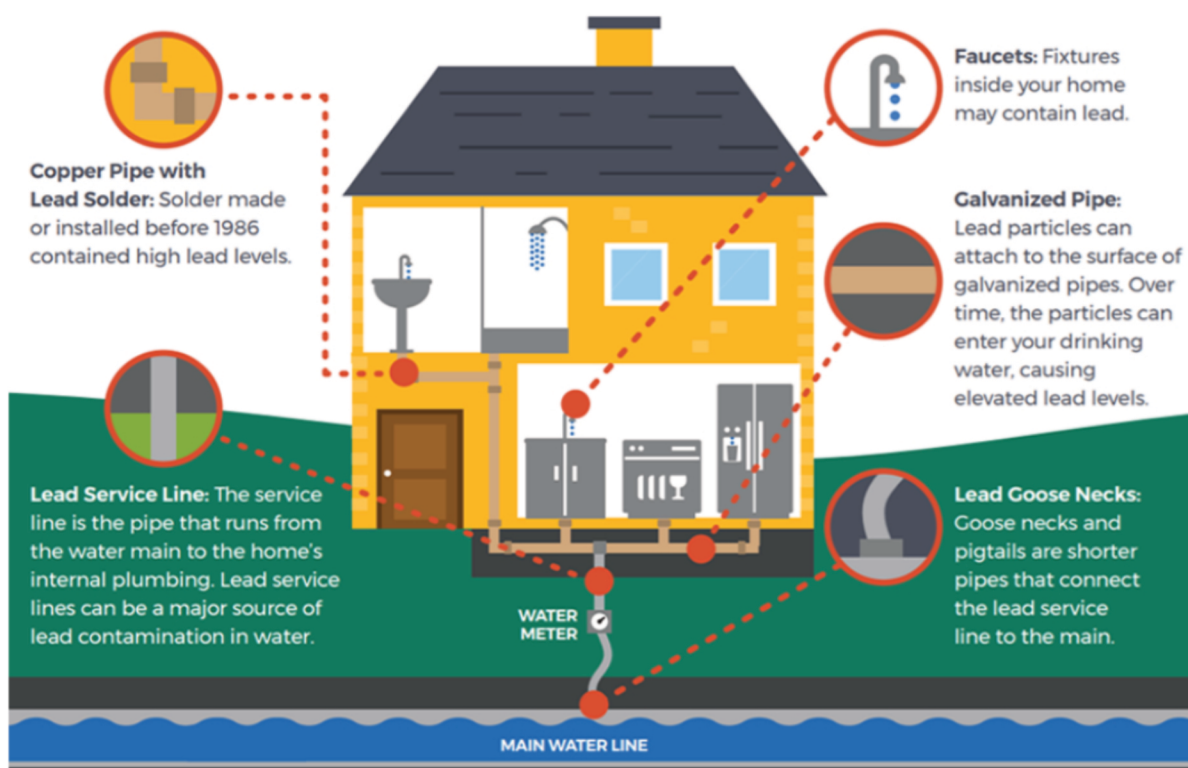 Copper Pipe with
Lead Solder: Solder made
or installed before 1986
contained high lead levels.
Lead Service Line: The service
line is the pipe that runs from
the water main to the home's
internal plumbing. Lead service
lines can be a major source of
lead contamination in water.
Faucets: Fixtures
inside your home
may contain lead.
Galvanized Pipe:
Lead particles can
attach to the surface of
galvanized pipes. Over
time, the particles can
enter your drinking
water, causing
elevated lead levels.
Lead Goose Necks:
Goose necks and
pigtails are shorter
pipes that connect
the lead service
line to the main.
WATER
METER
MAIN WATER LINE